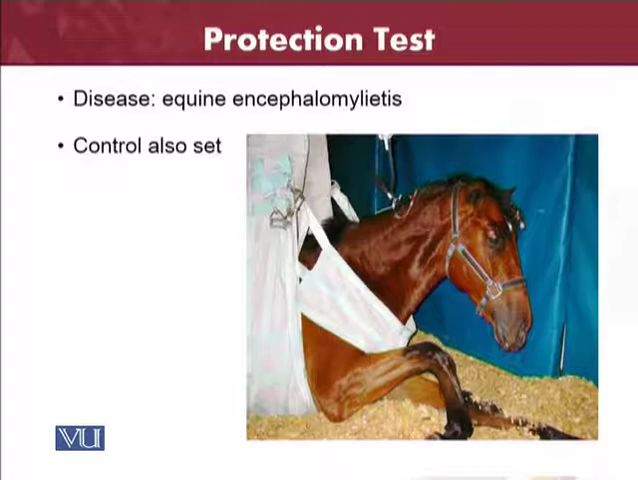 Protection Test
• Disease: equine encephalomylietis
• Control also set
VU